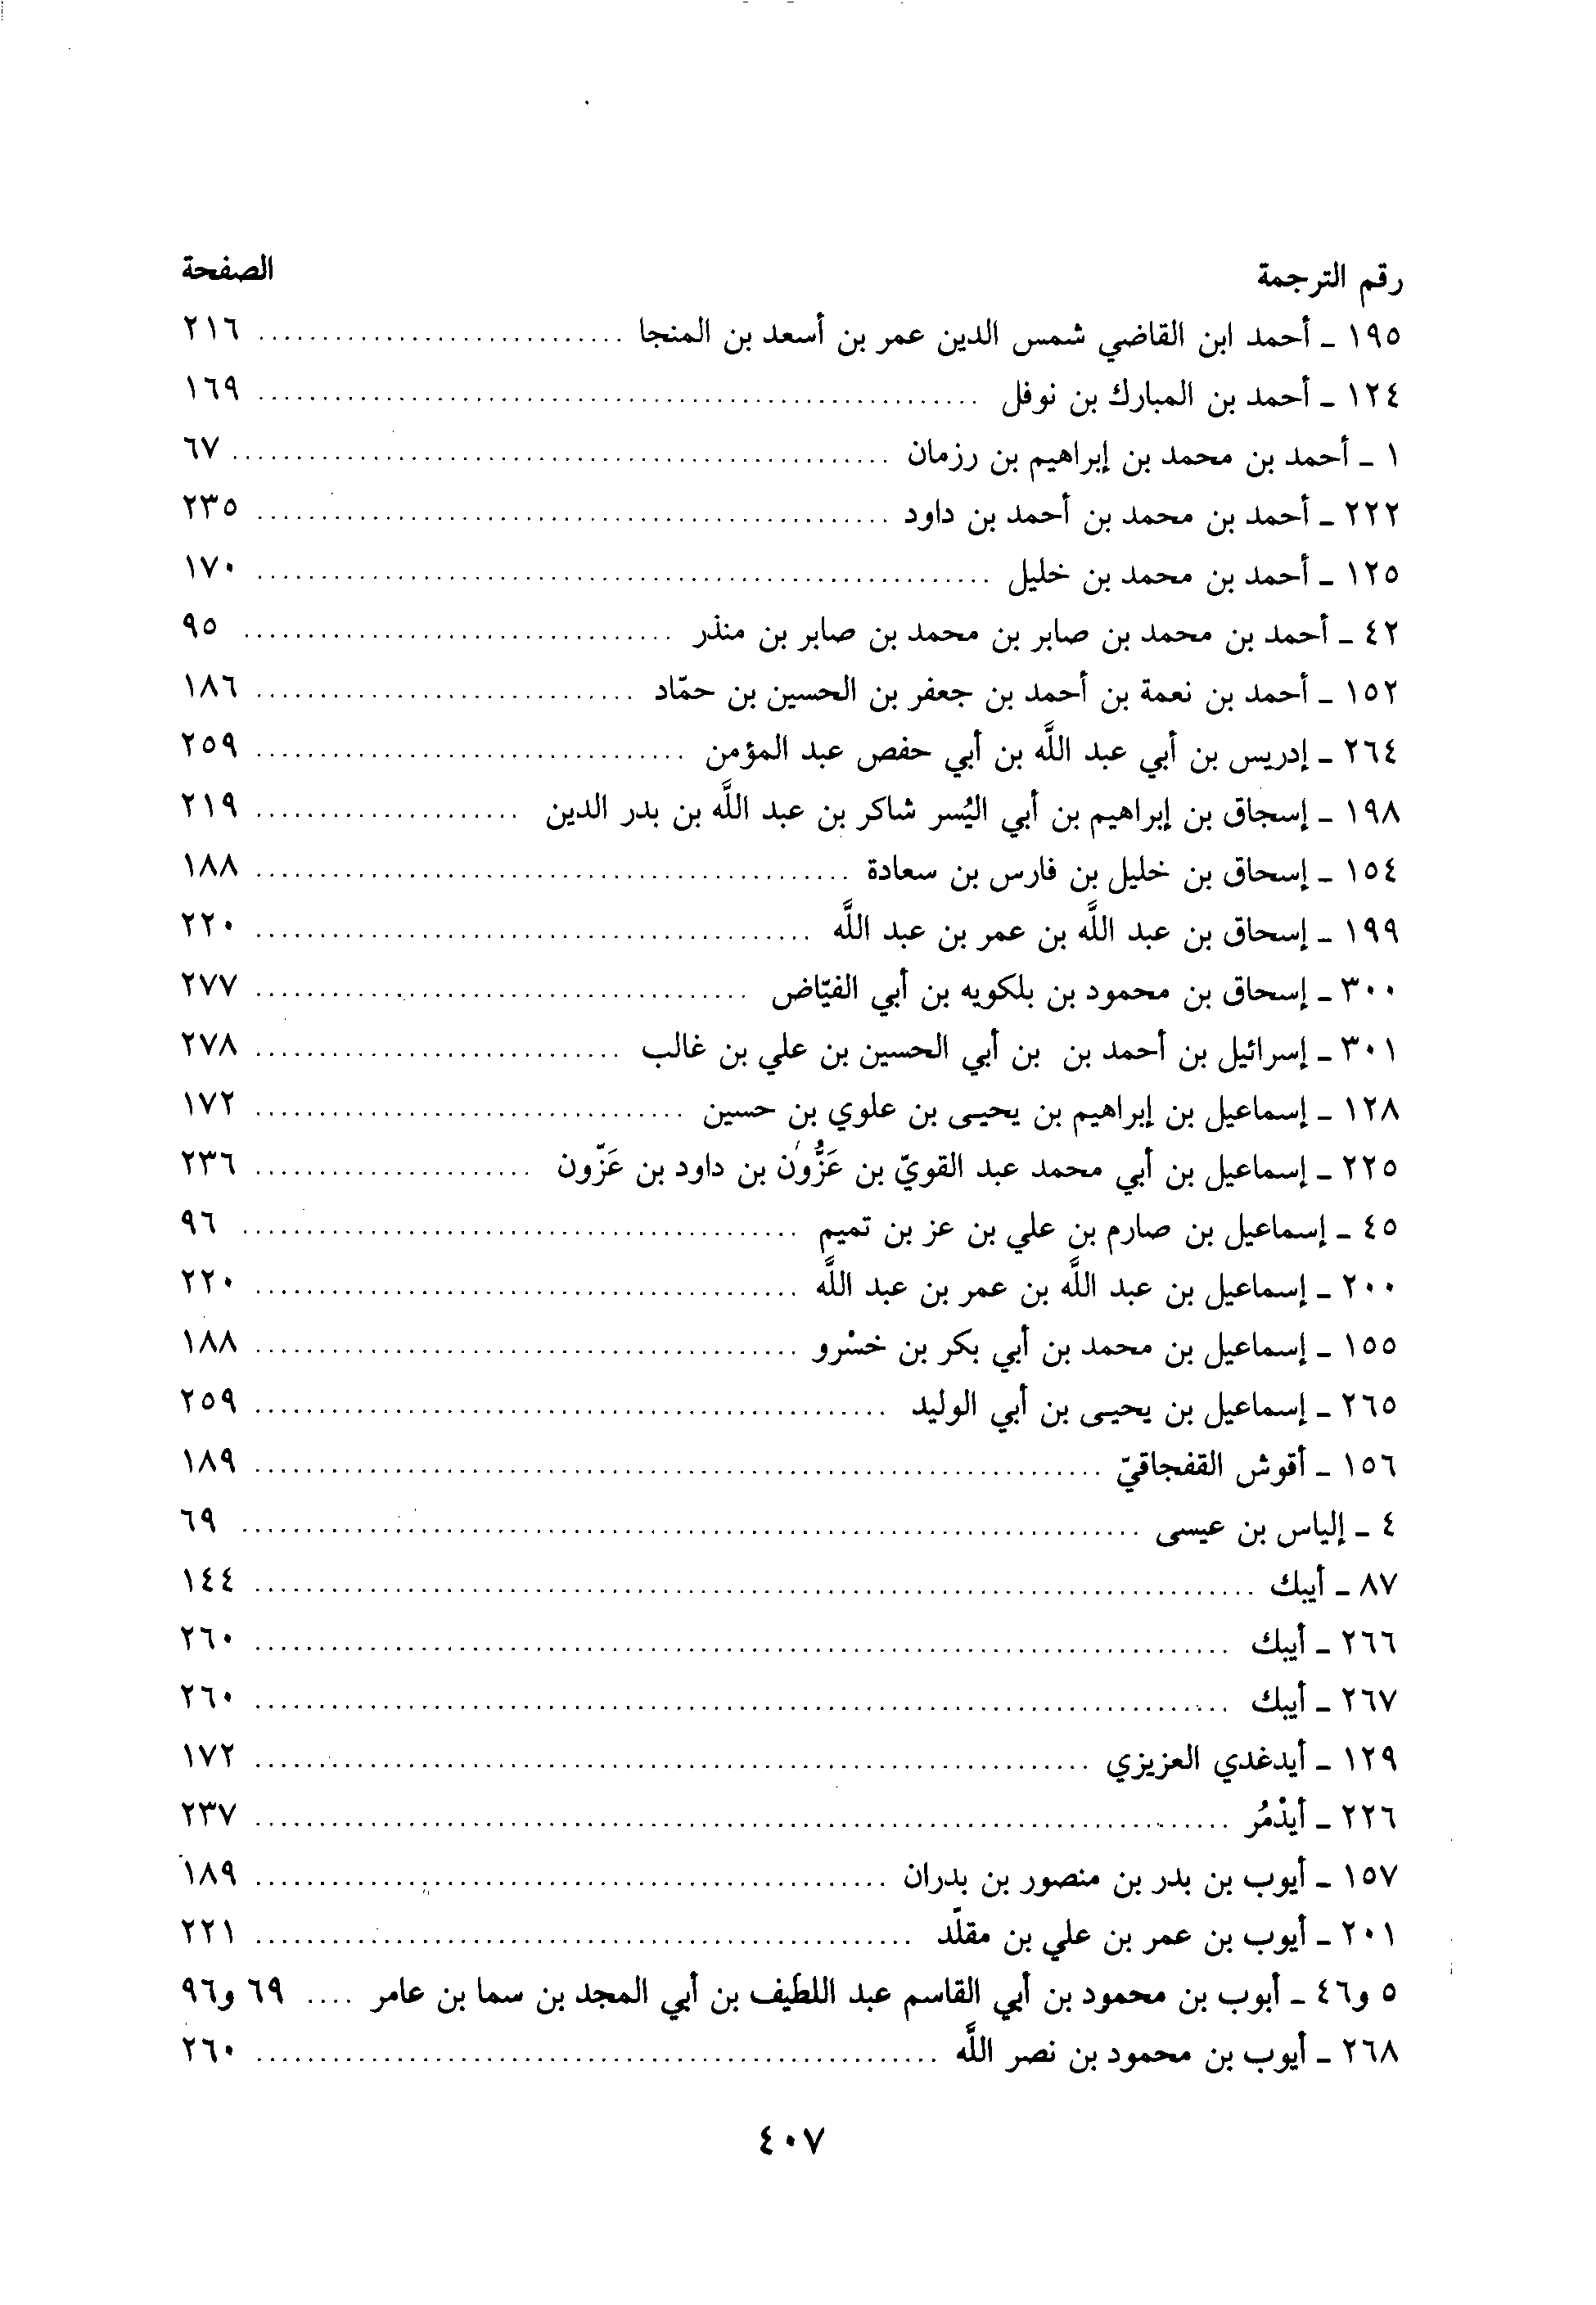 رقم الترجمة الصفحة
١٩٥ ـ أحمد ابن القاضي شمس الدين عمر بن أسعد بن المنجا ............................. ٢١٦
١٢٤ ـ أحمد بن المبارك بن نوفل ............................. ١٦٩
١ ـ أحمد بن محمد بن إبراهيم بن رزمان ............................. ٦٧
٢٢٢ ـ أحمد بن محمد بن أحمد بن داود ............................. ٢٣٥
١٢٥ ـ أحمد بن محمد بن خليل ............................. ١٧٠
٤٢ ـ أحمد بن محمد بن صابر بن محمد بن صابر بن منذر ............................. ٩٥
١٥٢ ـ أحمد بن نعمة بن أحمد بن جعفر بن الحسين بن حمّاد ............................. ١٨٦
٢٦٤ ـ إدريس بن أبي عبد اللَّه بن أبي حفص عبد المؤمن ............................. ٢٥٩
١٩٨ ـ إسجاق بن إبراهيم بن أبي اليُسر شاكر بن عبد اللَّه بن بدر الدين ..................... ٢١٩
١٥٤ ـ إسحاق بن خليل بن فارس بن سعادة ............................. ١٨٨
١٩٩ ـ إسحاق بن عبد اللَّه بن عمر بن عبد اللَّه ............................. ٢٢٠
٣٠٠ ـ إسحاق بن محمود بن بلكويه بن أبي الفيّاض ............................. ٢٧٧
٣٠١ ـ إسرائيل بن أحمد بن بن أبي الحسين بن علي بن غالب ............................. ٢٧٨
١٢٨ ـ إسماعيل بن إبراهيم بن يحيى بن علوي بن حسين ............................. ١٧٢
٢٢٥ ـ إسماعيل بن أبي محمد عبد القويّ بن عَزُّون بن داود بن عَزّون ...................... ٢٣٦
٤٥ ـ إسماعيل بن صارم بن علي بن عز بن تميم ............................. ٩٦
٢٠٠ ـ إسماعيل بن عبد اللَّه بن عمر بن عبد اللَّه ............................. ٢٢٠
١٥٥ ـ إسماعيل بن محمد بن أبي بكر بن خسْرو ............................. ١٨٨
٢٦٥ ـ إسماعيل بن يحيى بن أبي الوليد ............................. ٢٥٩
١٥٦ ـ أقوش القفجاقيّ ............................. ١٨٩
٤ ـ إلياس بن عيسى ............................. ٦٩
٨٧ ـ أيبك ............................. ١٤٤
٢٦٦ ـ أيبك ............................. ٢٦٠
٢٦٧ ـ أيبك ............................. ٢٦٠
١٢٩ ـ أيدغدي العزيزي ............................. ١٧٢
٢٢٦ ـ أيدْمُر ............................. ٢٣٧
١٥٧ ـ أيوب بن بدر بن منصور بن بدران ............................. ١٨٩
٢٠١ ـ أيوب بن عمر بن علي بن مقلّد ............................. ٢٢١
٥ و٤٦ ـ أبوب بن محمود بن أبي القاسم عبد اللطيف بن أبي المجد بن سما بن عامر .... ٦٩ و٩٦
٢٦٨ ـ أيوب بن محمود بن نصر اللَّه ............................. ٢٦٠
٤٠٧